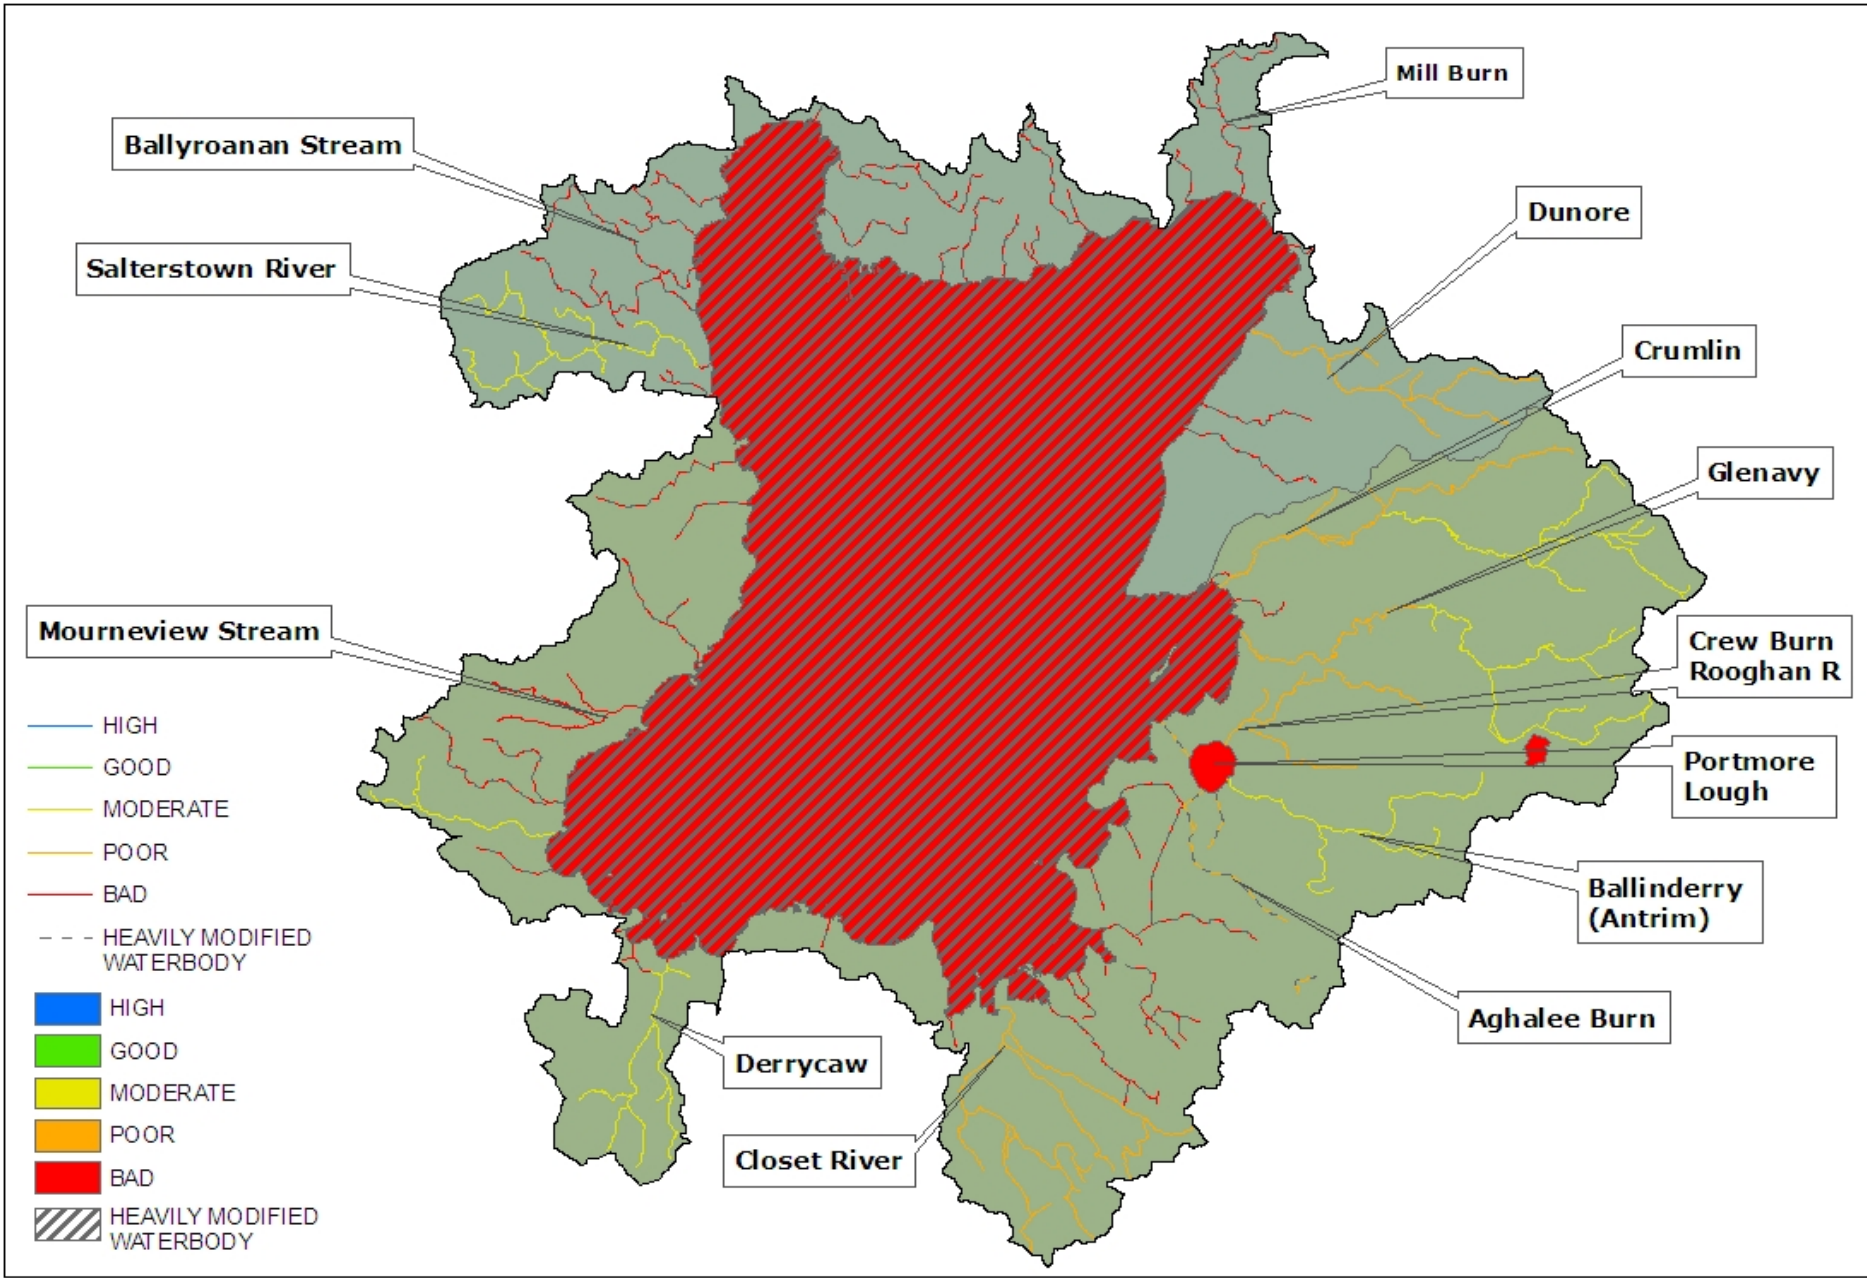 Mill Burn
Ballyroanan Stream
Dunore
Salterstown River
Crumlin
Glenavy
Mourneview Stream
Crew Burn
Rooghan R
Portmore
Lough
Ballinderry
(Antrim)
Aghalee Burn
Derrycaw
Closet River
HIGH
GOOD
MODERATE
POOR
BAD
HEAVILY MODIFIED
WATERBODY
HIGH
GOOD
MODERATE
POOR
BAD
HEAVILY MODIFIED
WATERBODY